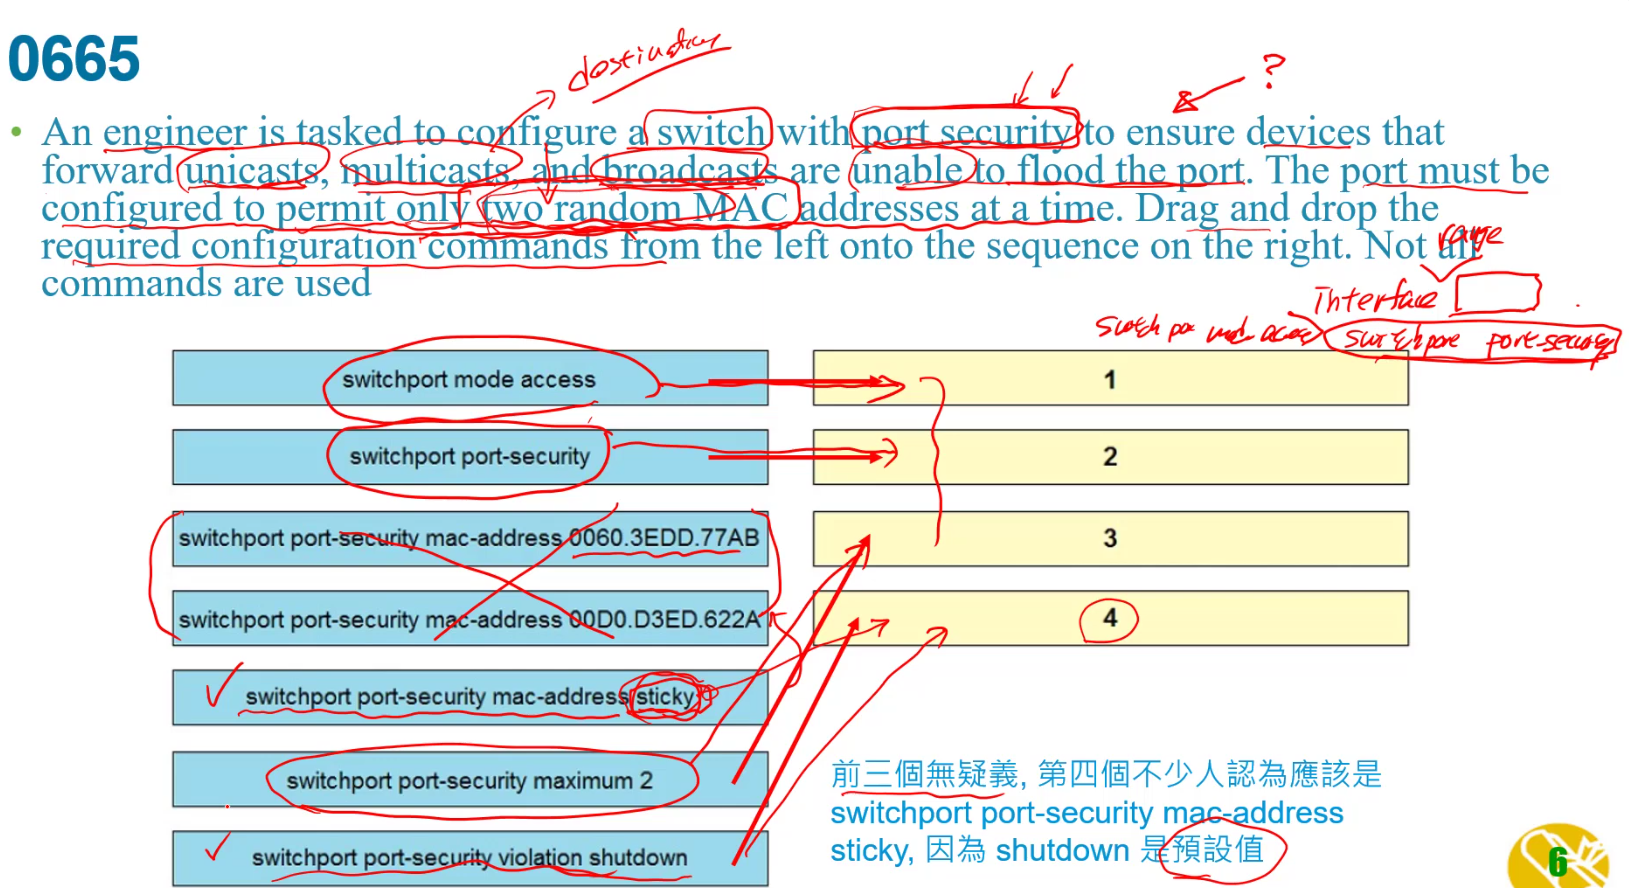 0665
destination
?
• An engineer is tasked to configure a switch with port security to ensure devices that
forward unicasts, multicasts, and broadcasts are unable to flood the port. The port must be
configured to permit only two random MAC addresses at a time. Drag and drop the
required configuration commands from the left onto the sequence on the right. Not all
commands are used
range
Interface
switchport port-security
switchport mode access
1
switchport port-security
2
switchport port-security mac-address 0060.3EDD.77AB
3
switchport port-security mac-address 00D0.D3ED.622A
4
switchport port-security mac-address sticky
switchport port-security maximum 2
switchport port-security violation shutdown
前三個無疑義, 第四個不少人認為應該是
switchport port-security mac-address
sticky, 因為 shutdown 是預設值
6